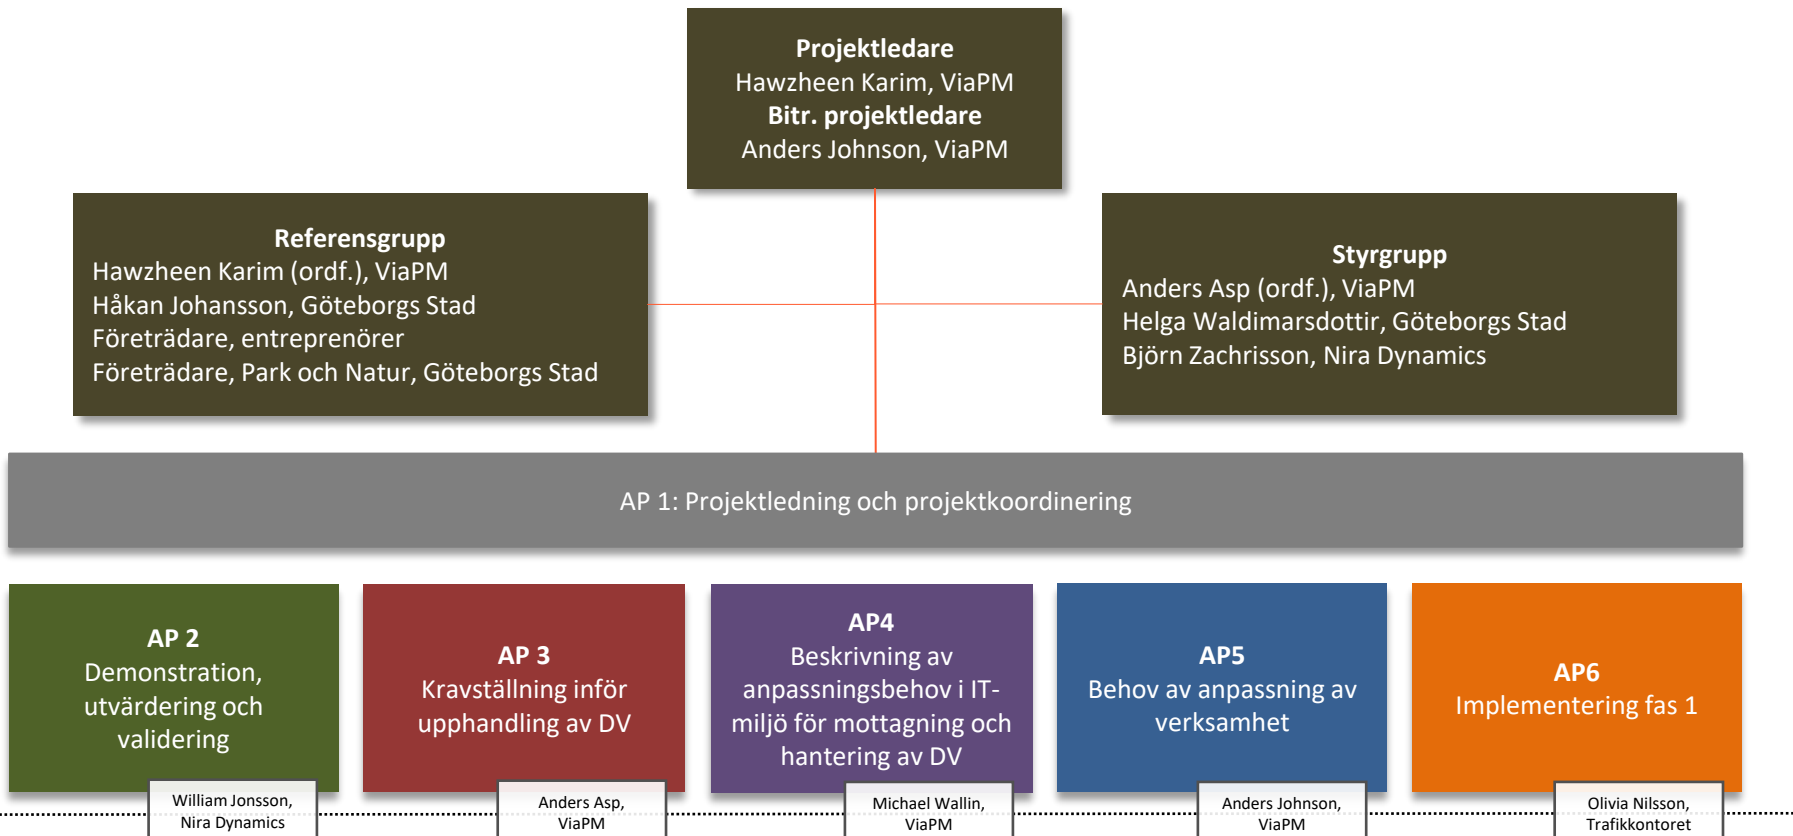 Projektledare
Hawzheen Karim, ViaPM
Bitr. projektledare
Anders Johnson, ViaPM
Referensgrupp
Hawzheen Karim (ordf.), ViaPM
Håkan Johansson, Göteborgs Stad
Företrädare, entreprenörer
Företrädare, Park och Natur, Göteborgs Stad
Styrgrupp
Anders Asp (ordf.), ViaPM
Helga Waldimarsdottir, Göteborgs Stad
Björn Zachrisson, Nira Dynamics
AP 1: Projektledning och projektkoordinering
AP 2
Demonstration,
utvärdering och
validering
William Jonsson,
Nira Dynamics
AP 3
Kravställning inför
upphandling av DV
Anders Asp,
ViaPM
AP4
Beskrivning av
anpassningsbehov i IT-
miljö för mottagning och
hantering av DV
Michael Wallin,
ViaPM
AP5
Behov av anpassning av
verksamhet
Anders Johnson,
ViaPM
AP6
Implementering fas 1
Olivia Nilsson,
Trafikkontoret